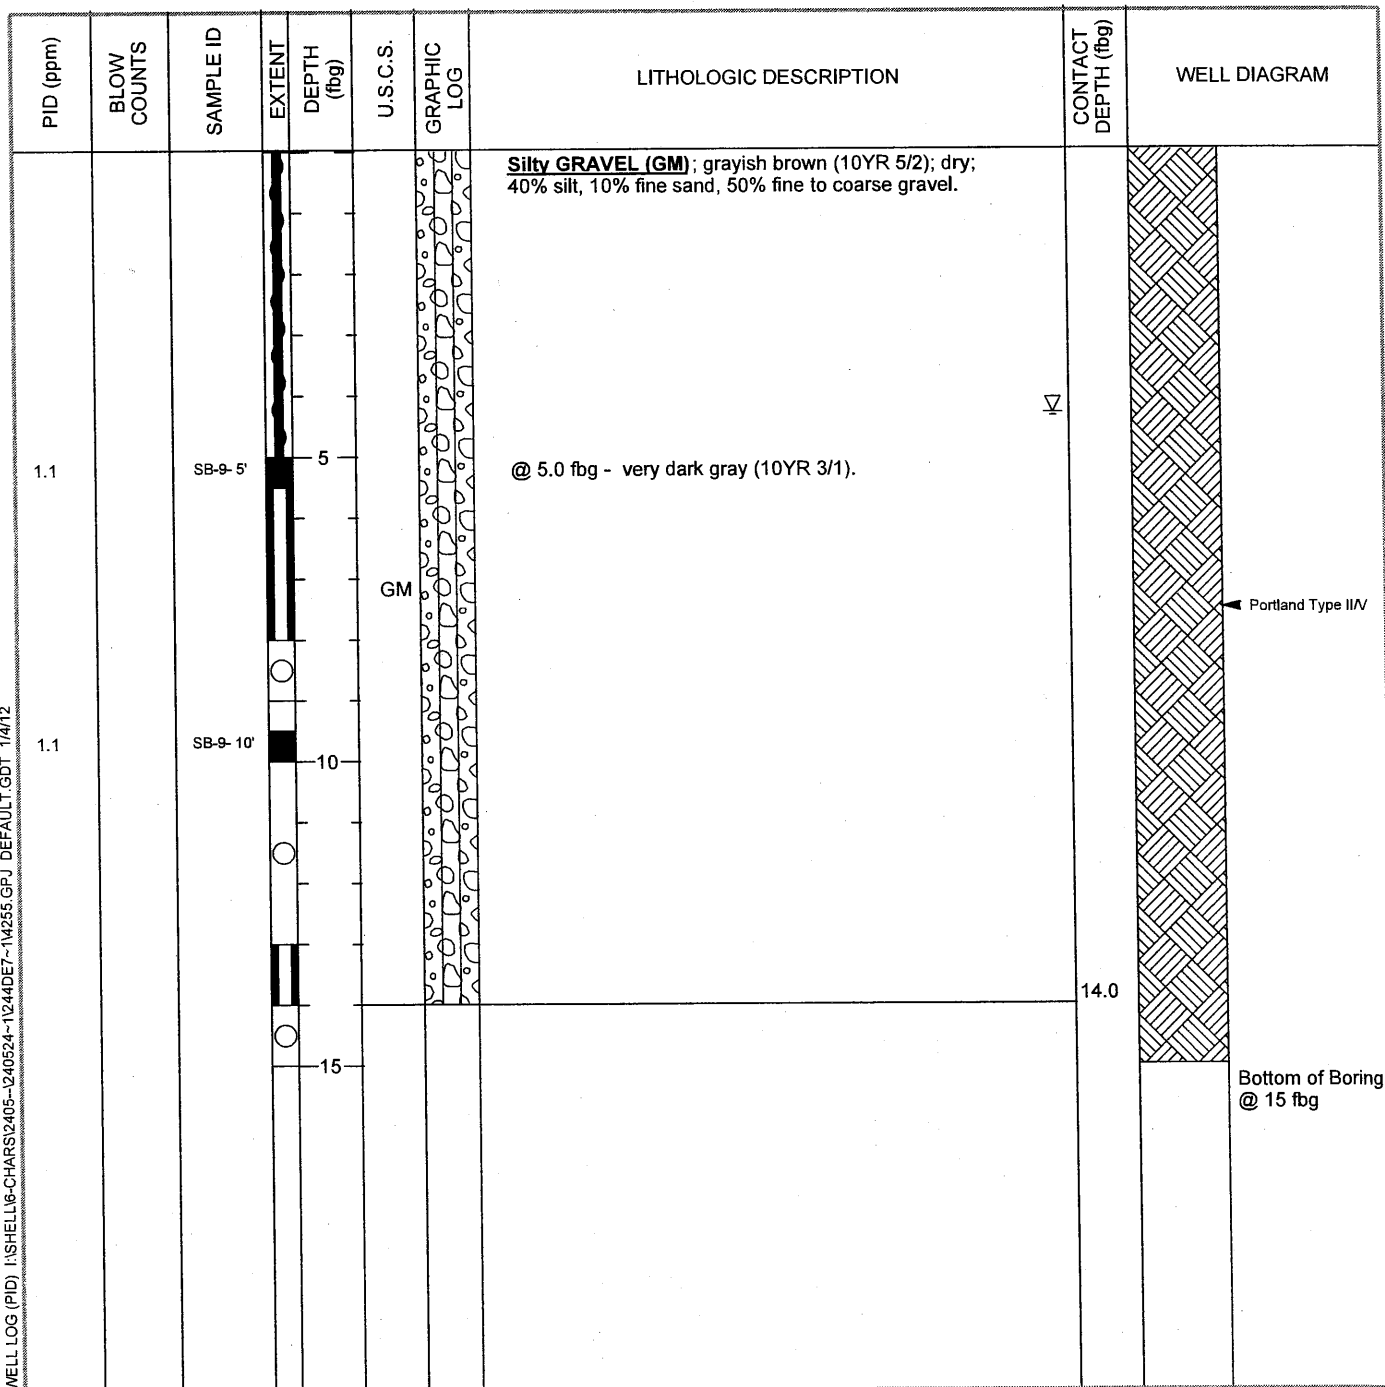 PID (ppm)
BLOW
COUNTS
SAMPLE ID
EXTENT
DEPTH
(fbg)
U.S.C.S.
GRAPHIC
LOG
LITHOLOGIC DESCRIPTION
CONTACT
DEPTH (fbg)
WELL DIAGRAM
Silty GRAVEL (GM); grayish brown (10YR 5/2); dry;
40% silt, 10% fine sand, 50% fine to coarse gravel.
1.1
SB-9- 5'
5
@ 5.0 fbg - very dark gray (10YR 3/1).
GM
Portland Type II/V
1.1
SB-9- 10'
10
14.0
15
Bottom of Boring
@ 15 fbg
WELL LOG (PID) I:\SHELL\6-CHARS\2405--\240524~1\244DE7~1\4255.GPJ DEFAULT.GDT 1/4/12